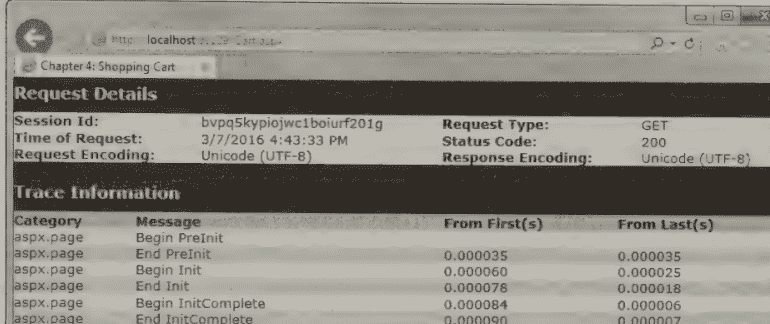 http localhost
Chapter 4: Shopping Cart
Request Details
Session Id: bvpq5kypiojwc1boiurf201g Request Type: GET
Time of Request: 3/7/2016 4:43:33 PM Status Code: 200
Request Encoding: Unicode (UTF-8) Response Encoding: Unicode (UTF-8)
Trace Information
Category Message From First(s) From Last(s)
aspx.page Begin PreInit
aspx.page End PreInit 0.000035 0.000035
aspx.page Begin Init 0.000060 0.000025
aspx.page End Init 0.000078 0.000018
aspx.page Begin InitComplete 0.000084 0.000006
aspx.page End InitComplete 0.000090 0.000007